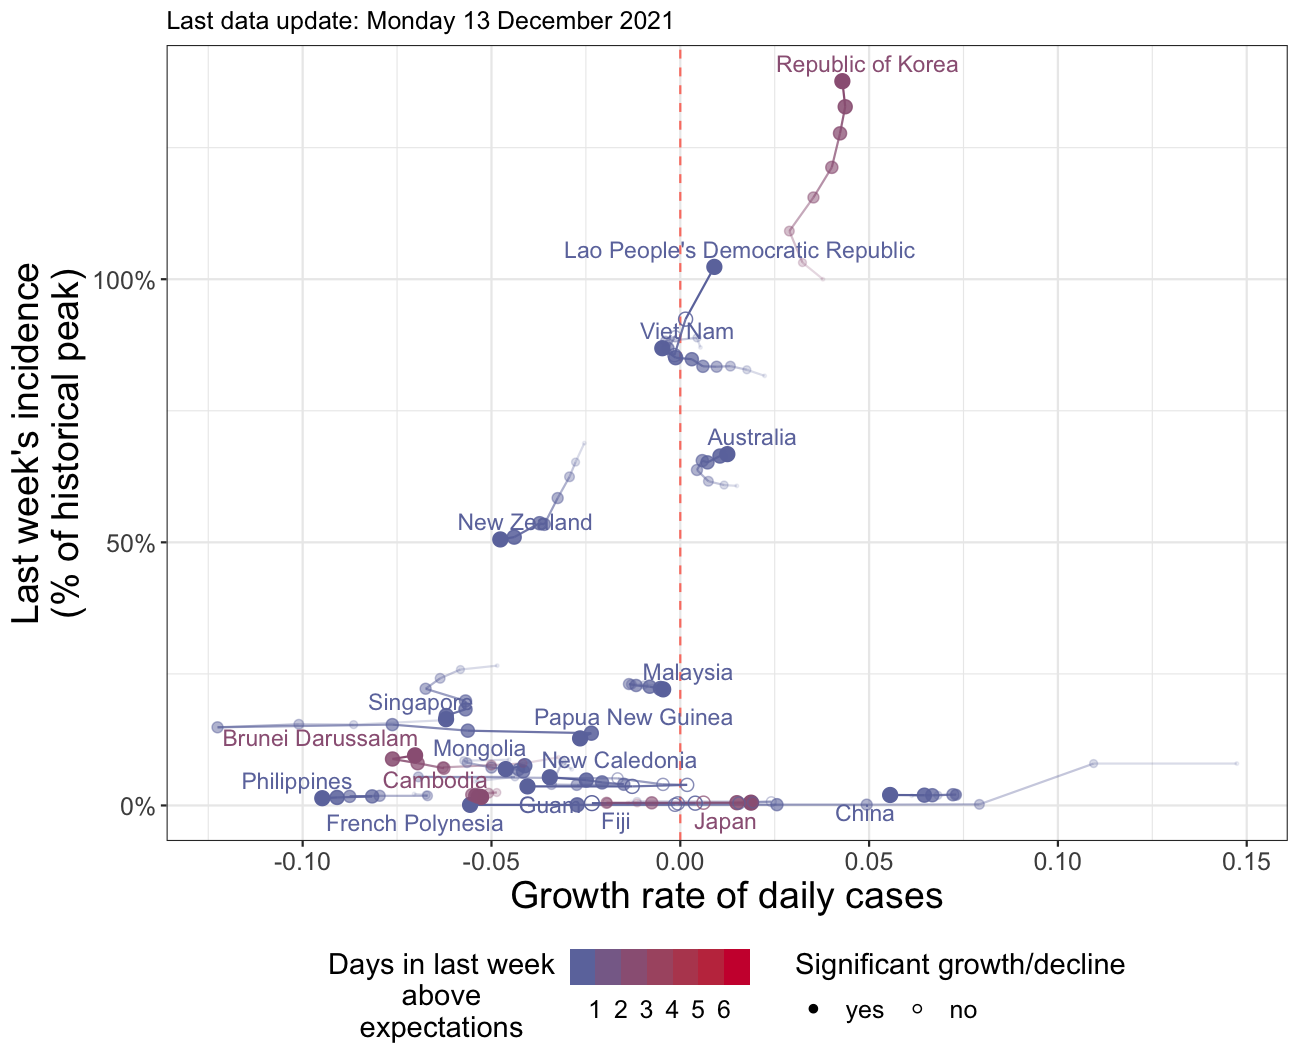 Last data update: Monday 13 December 2021
Last week's incidence
(% of historical peak)
100%
50%
0%
Republic of Korea
Lao People's Democratic Republic
Viet Nam
Australia
New Zealand
Malaysia
Singapore
Papua New Guinea
Brunei Darussalam
Mongolia
New Caledonia
Philippines
Cambodia
Guam
China
French Polynesia
Fiji
Japan
-0.10
-0.05
0.00
0.05
0.10
0.15
Growth rate of daily cases
Days in last week
above
expectations
1 2 3 4 5 6
Significant growth/decline
yes
no